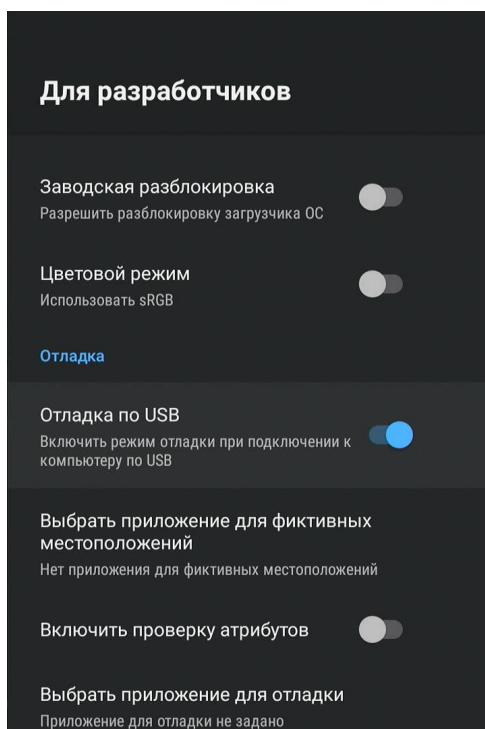 Для разработчиков
Заводская разблокировка
Разрешить разблокировку загрузчика ОС
Цветовой режим
Использовать sRGB
Отладка
Отладка по USB
Включить режим отладки при подключении к
компьютеру по USB
Выбрать приложение для фиктивных
местоположений
Нет приложения для фиктивных местоположений
Включить проверку атрибутов
Выбрать приложение для отладки
Приложение для отладки не задано